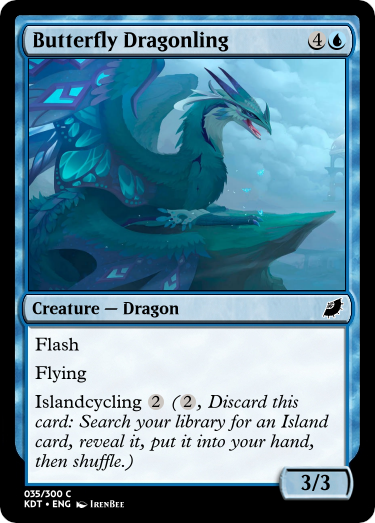 Butterfly Dragonling 4
Creature — Dragon
Flash
Flying
Islandcycling 2 (2, Discard this
card: Search your library for an Island
card, reveal it, put it into your hand,
then shuffle.)
3/3
035/300 C
KDT • ENG IRENBEE